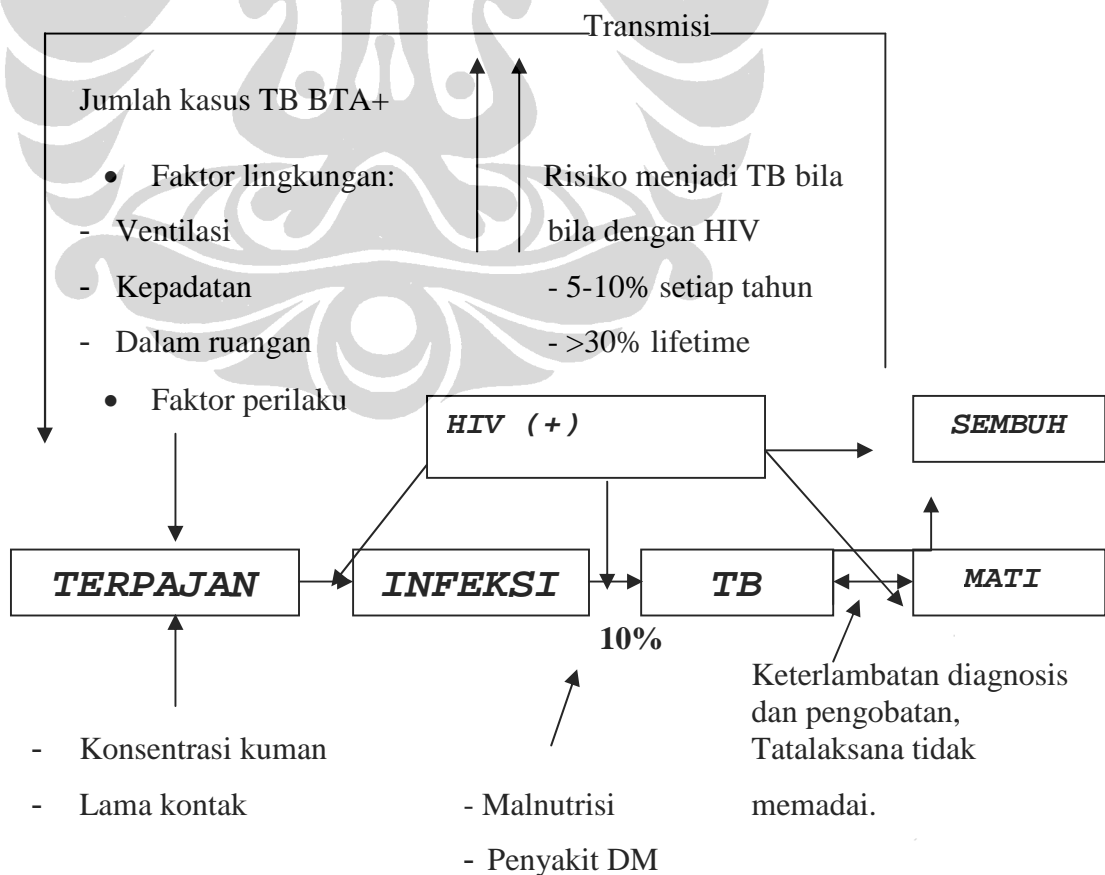 Transmisi
Jumlah kasus TB BTA+
• Faktor lingkungan:
- Ventilasi
- Kepadatan
- Dalam ruangan
• Faktor perilaku
Risiko menjadi TB bila
bila dengan HIV
- 5-10% setiap tahun
- >30% lifetime
HIV (+)
SEMBUH
TERPAJAN
INFEKSI
TB
MATI
10%
Keterlambatan diagnosis
dan pengobatan,
Tatalaksana tidak
memadai.
- Konsentrasi kuman
- Lama kontak
- Malnutrisi
- Penyakit DM